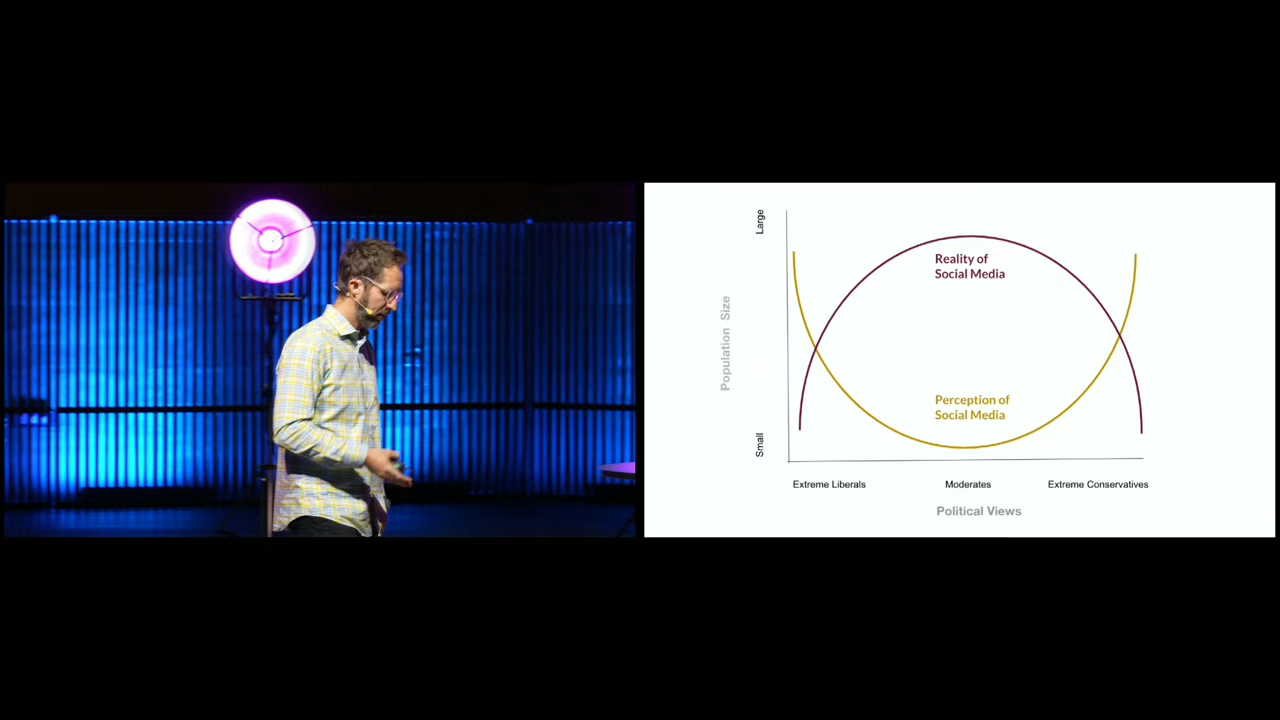 Large
Reality of
Social Media
Population Size
Perception of
Social Media
Small
Extreme Liberals
Moderates
Extreme Conservatives
Political Views